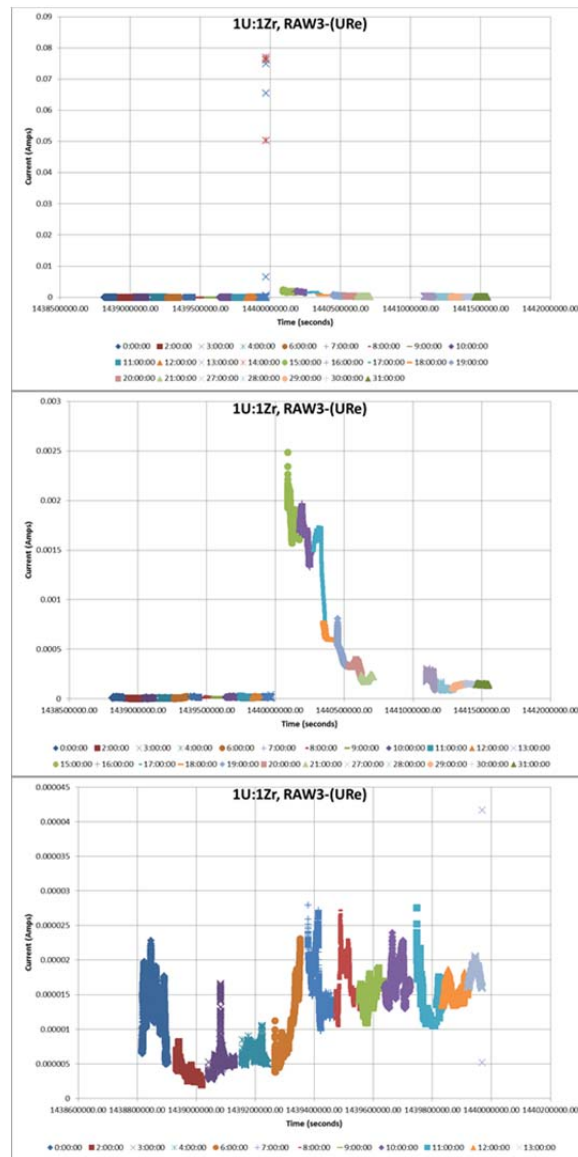 1U:1Zr, RAW3-(URe)
0.09
0.08
0.07
0.06
0.05
0.04
0.03
0.02
0.01
0
Current (Amps)
1438500000.00 1439000000.00 1439500000.00 1440000000.00 1440500000.00 1441000000.00 1441500000.00 1442000000.00
Time (seconds)
0:00:00 2:00:00 3:00:00 4:00:00 6:00:00 7:00:00 8:00:00 9:00:00 10:00:00
11:00:00 12:00:00 13:00:00 14:00:00 15:00:00 16:00:00 17:00:00 18:00:00 19:00:00
20:00:00 21:00:00 27:00:00 28:00:00 29:00:00 30:00:00 31:00:00
1U:1Zr, RAW3-(URe)
0.003
0.0025
0.002
0.0015
0.001
0.0005
0
Current (Amps)
1438500000.00 1439000000.00 1439500000.00 1440000000.00 1440500000.00 1441000000.00 1441500000.00 1442000000.00
Time (seconds)
0:00:00 2:00:00 3:00:00 4:00:00 6:00:00 7:00:00 8:00:00 9:00:00 10:00:00 11:00:00 12:00:00 13:00:00
15:00:00 16:00:00 17:00:00 18:00:00 19:00:00 20:00:00 21:00:00 27:00:00 28:00:00 29:00:00 30:00:00 31:00:00
1U:1Zr, RAW3-(URe)
0.000045
0.00004
0.000035
0.00003
0.000025
0.00002
0.000015
0.00001
0.000005
0
Current (Amps)
1438600000.00 1438800000.00 1439000000.00 1439200000.00 1439400000.00 1439600000.00 1439800000.00 1440000000.00 1440200000.00
Time (seconds)
0:00:00 2:00:00 3:00:00 4:00:00 6:00:00 7:00:00 8:00:00 9:00:00 10:00:00 11:00:00 12:00:00 13:00:00